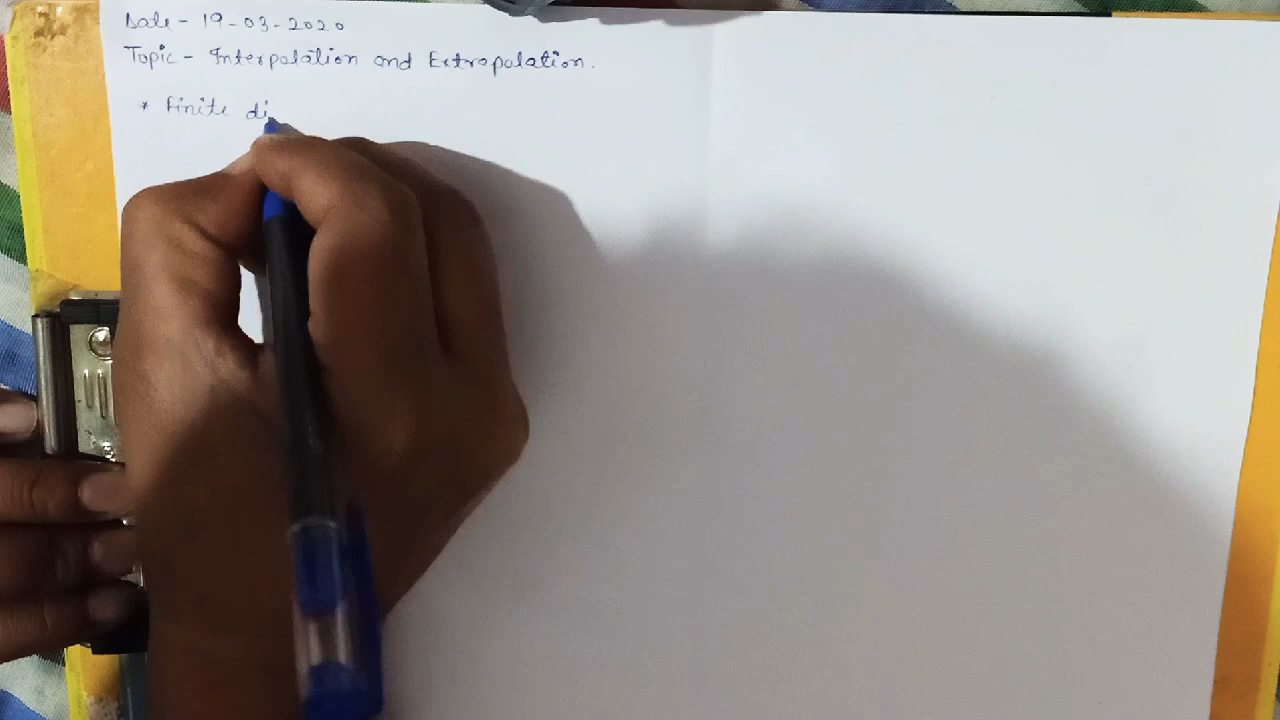 Date - 19-03-2020
Topic - Interpolation and Extrapolation.
* Finite di